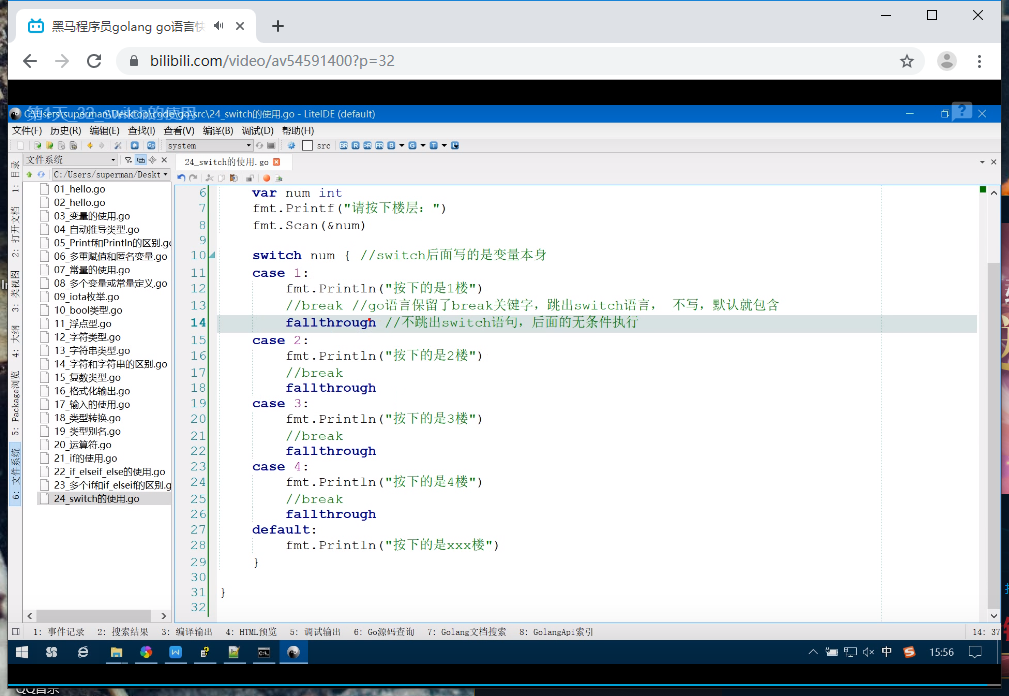 黑马程序员golang go语言快
bilibili.com/video/av54591400?p=32
第1天_32_switch的使用
C:\Users\superman\Desktop\code\go\src\24_switch的使用.go - LiteIDE (default)
文件(F) 历史(R) 编辑(E) 查找(I) 查看(V) 编译(B) 调试(D) 帮助(H)
system src
文件系统
24_switch的使用.go
C:/Users/superman/Deskt
01_hello.go
02_hello.go
03_变量的使用.go
04_自动推导类型.go
05_Printf和Println的区别.go
06_多重赋值和匿名变量.go
07_常量的使用.go
08_多个变量或常量定义.go
09_iota枚举.go
10_bool类型.go
11_浮点型.go
12_字符类型.go
13_字符串类型.go
14_字符和字符串的区别.go
15_复数类型.go
16_格式化输出.go
17_输入的使用.go
18_类型转换.go
19_类型别名.go
20_运算符.go
21_if的使用.go
22_if_elseif_else的使用.go
23_多个if和if_elseif的区别.g
24_switch的使用.go
1: 目录
2: 打开文档
3: 类视图
4: 大纲
5: Package浏览
6: 文件系统
6 var num int
7 fmt.Printf("请按下楼层：")
8 fmt.Scan(&num)
9
10 switch num { //switch后面写的是变量本身
11 case 1:
12 fmt.Println("按下的是1楼")
13 //break //go语言保留了break关键字，跳出switch语言， 不写，默认就包含
14 fallthrough //不跳出switch语句，后面的无条件执行
15 case 2:
16 fmt.Println("按下的是2楼")
17 //break
18 fallthrough
19 case 3:
20 fmt.Println("按下的是3楼")
21 //break
22 fallthrough
23 case 4:
24 fmt.Println("按下的是4楼")
25 //break
26 fallthrough
27 default:
28 fmt.Println("按下的是xxx楼")
29 }
30
31 }
32
1: 事件记录 2: 搜索结果 3: 编译输出 4: HTML预览 5: 调试输出 6: Go源码查询 7: Golang文档搜索 8: GolangApi索引 14: 37
中 15:56
QQ音乐